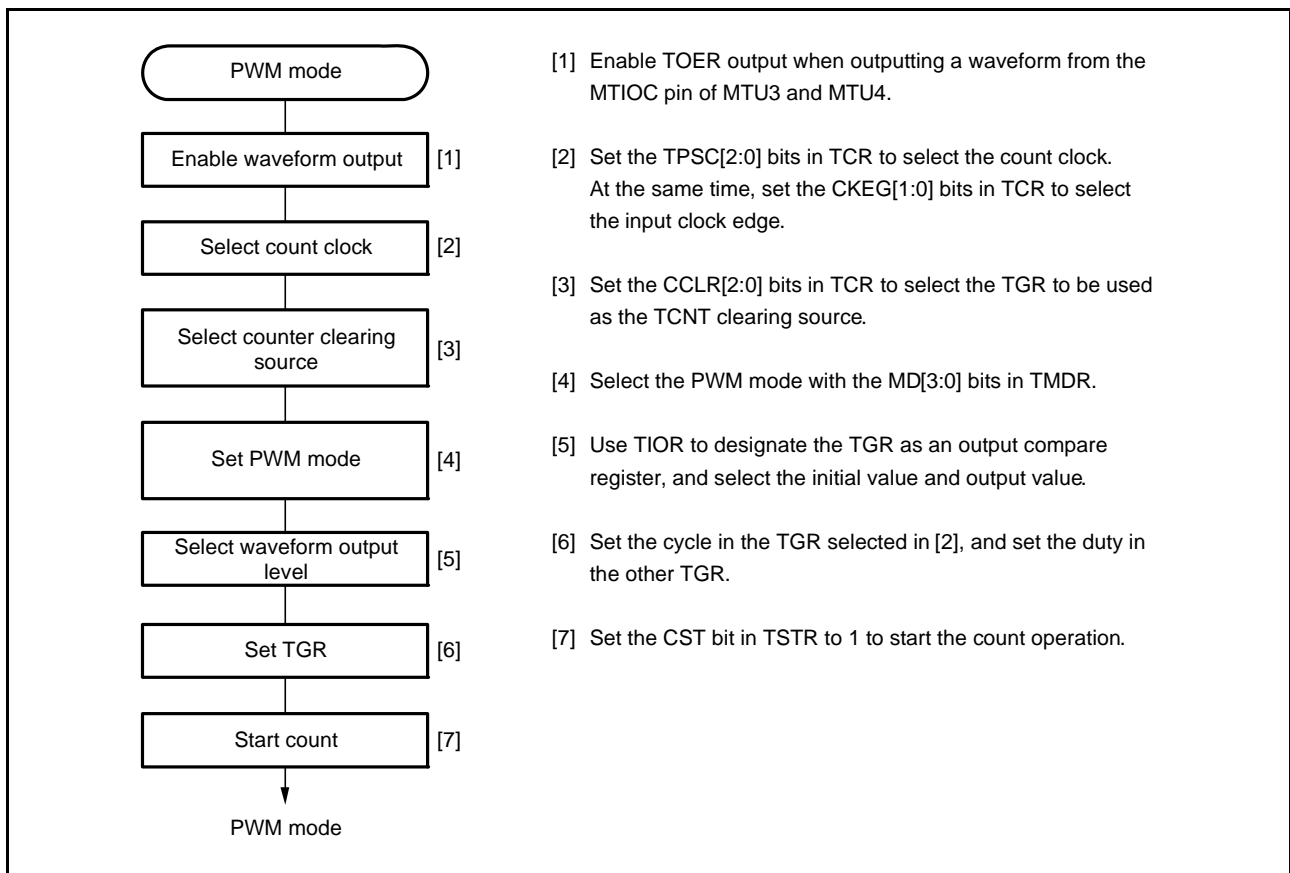 PWM mode
Enable waveform output [1]
Select count clock [2]
Select counter clearing
source [3]
Set PWM mode [4]
Select waveform output
level [5]
Set TGR [6]
Start count [7]
PWM mode
[1] Enable TOER output when outputting a waveform from the
MTIOC pin of MTU3 and MTU4.
[2] Set the TPSC[2:0] bits in TCR to select the count clock.
At the same time, set the CKEG[1:0] bits in TCR to select
the input clock edge.
[3] Set the CCLR[2:0] bits in TCR to select the TGR to be used
as the TCNT clearing source.
[4] Select the PWM mode with the MD[3:0] bits in TMDR.
[5] Use TIOR to designate the TGR as an output compare
register, and select the initial value and output value.
[6] Set the cycle in the TGR selected in [2], and set the duty in
the other TGR.
[7] Set the CST bit in TSTR to 1 to start the count operation.